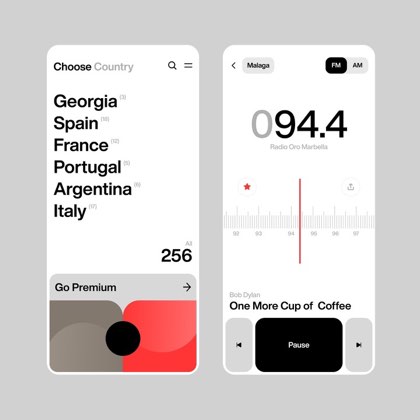 Choose Country
Georgia
Spain
France
Portugal
Argentina
Italy
All
256
Go Premium
Malaga
FM
AM
094.4
Radio Oro Marbella
92 93 94 95 96 97
Bob Dylan
One More Cup of Coffee
Pause